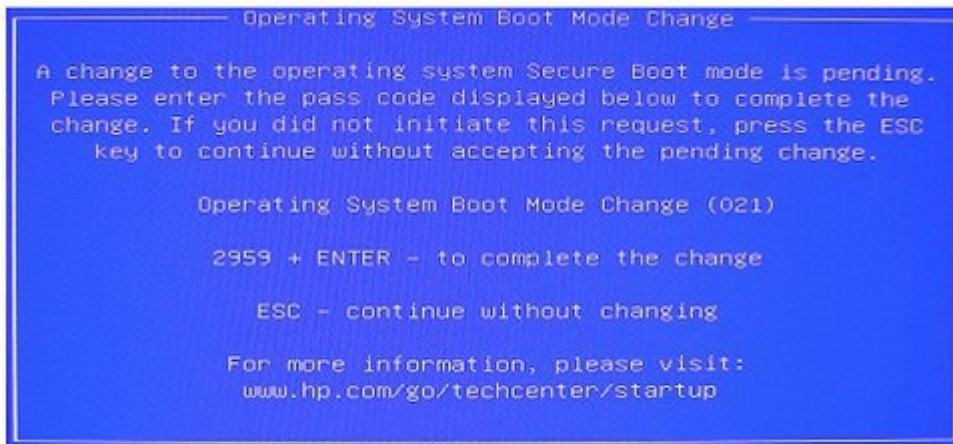 Operating System Boot Mode Change
A change to the operating system Secure Boot mode is pending.
Please enter the pass code displayed below to complete the
change. If you did not initiate this request, press the ESC
key to continue without accepting the pending change.
Operating System Boot Mode Change (021)
2959 + ENTER - to complete the change
ESC - continue without changing
For more information, please visit:
www.hp.com/go/techcenter/startup